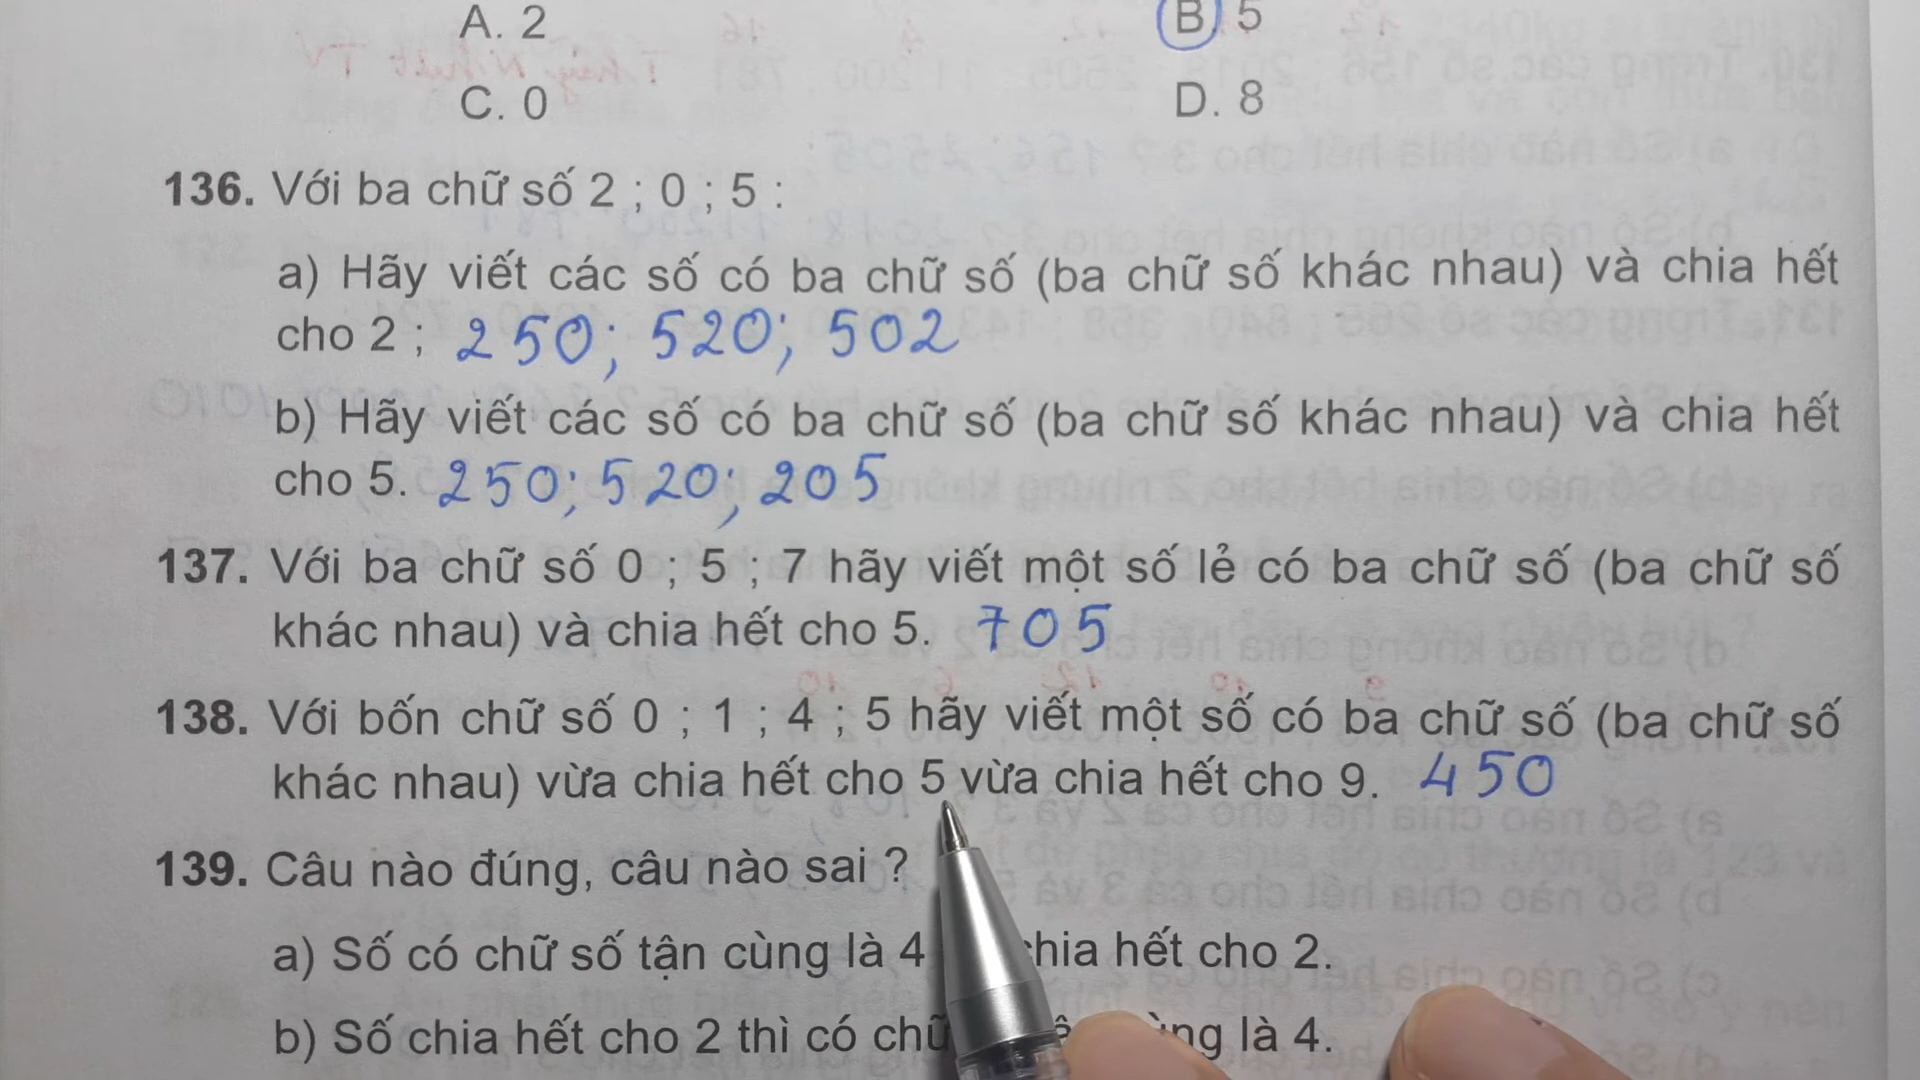 A. 2
B. 5
Thầy Nhựt TV
C. 0
D. 8
136. Với ba chữ số 2 ; 0 ; 5 :
a) Hãy viết các số có ba chữ số (ba chữ số khác nhau) và chia hết
cho 2 ; 250; 520; 502
b) Hãy viết các số có ba chữ số (ba chữ số khác nhau) và chia hết
cho 5. 250; 520; 205
137. Với ba chữ số 0 ; 5 ; 7 hãy viết một số lẻ có ba chữ số (ba chữ số
khác nhau) và chia hết cho 5. 705
138. Với bốn chữ số 0 ; 1 ; 4 ; 5 hãy viết một số có ba chữ số (ba chữ số
khác nhau) vừa chia hết cho 5 vừa chia hết cho 9. 450
139. Câu nào đúng, câu nào sai ?
a) Số có chữ số tận cùng là 4 chia hết cho 2.
b) Số chia hết cho 2 thì có chữ là 4.